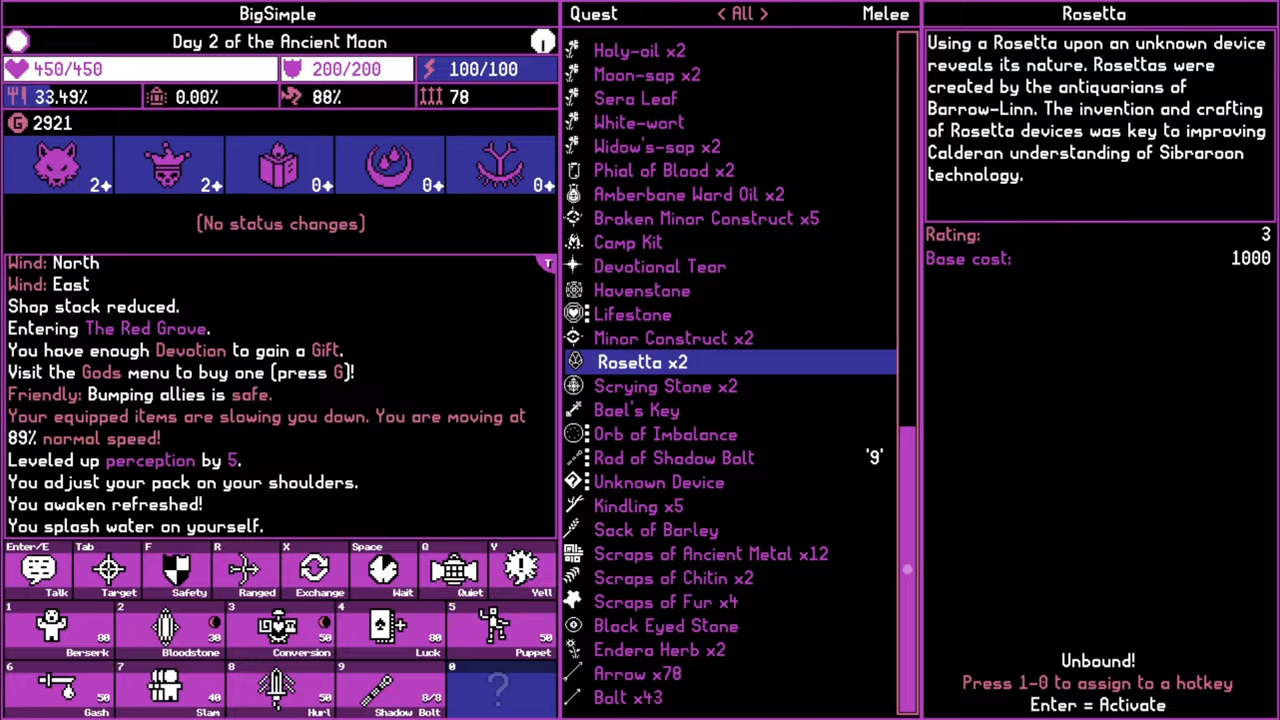 BigSimple
Day 2 of the Ancient Moon
450/450
200/200
100/100
33.49%
0.00%
88%
78
G 2921
2+
2+
0+
0+
0+
(No status changes)
T
Wind: North
Wind: East
Shop stock reduced.
Entering The Red Grove.
You have enough Devotion to gain a Gift.
Visit the Gods menu to buy one (press G)!
Friendly: Bumping allies is safe.
Your equipped items are slowing you down. You are moving at
89% normal speed!
Leveled up perception by 5.
You adjust your pack on your shoulders.
You awaken refreshed!
You splash water on yourself.
Enter/E Talk
Tab Target
F Safety
R Ranged
X Exchange
Space Wait
Q Quiet
Y Yell
1 Berserk 80
2 Bloodstone 30
3 Conversion 50
4 Luck 80
5 Puppet 50
6 Gash 50
7 Slam 40
8 Hurl 50
9 Shadow Bolt 8/8
0 ?
Quest < All > Melee
Holy-oil x2
Moon-sap x2
Sera Leaf
White-wort
Widow's-sap x2
Phial of Blood x2
Amberbane Ward Oil x2
Broken Minor Construct x5
Camp Kit
Devotional Tear
Havenstone
Lifestone
Minor Construct x2
Rosetta x2
Scrying Stone x2
Bael's Key
Orb of Imbalance
Rod of Shadow Bolt '9'
Unknown Device
Kindling x5
Sack of Barley
Scraps of Ancient Metal x12
Scraps of Chitin x2
Scraps of Fur x4
Black Eyed Stone
Endera Herb x2
Arrow x78
Bolt x43
Rosetta
Using a Rosetta upon an unknown device
reveals its nature. Rosettas were
created by the antiquarians of
Barrow-Linn. The invention and crafting
of Rosetta devices was key to improving
Calderan understanding of Sibraroon
technology.
Rating: 3
Base cost: 1000
Unbound!
Press 1-0 to assign to a hotkey
Enter = Activate